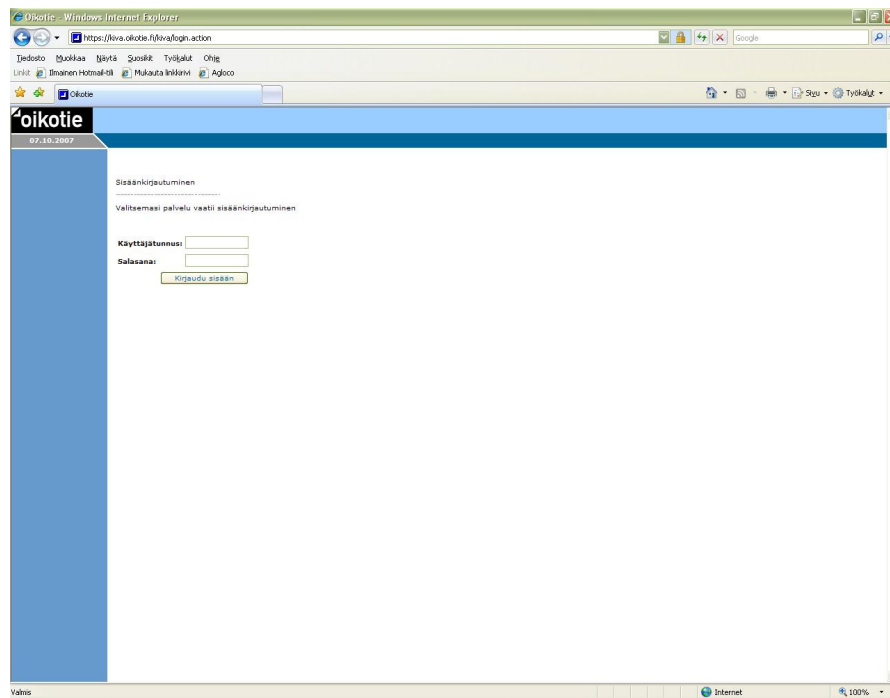 Oikotie - Windows Internet Explorer
https://kiva.oikotie.fi/kiva/login.action
Google
Tiedosto Muokkaa Näytä Suosikit Työkalut Ohje
Linkit Ilmainen Hotmail-tili Mukauta linkkirivi Agloco
Oikotie
Sivu Työkalut
oikotie
07.10.2007
Sisäänkirjautuminen
--------------------------------
Valitsemasi palvelu vaatii sisäänkirjautuminen
Käyttäjätunnus:
Salasana:
Kirjaudu sisään
Valmis Internet 100%